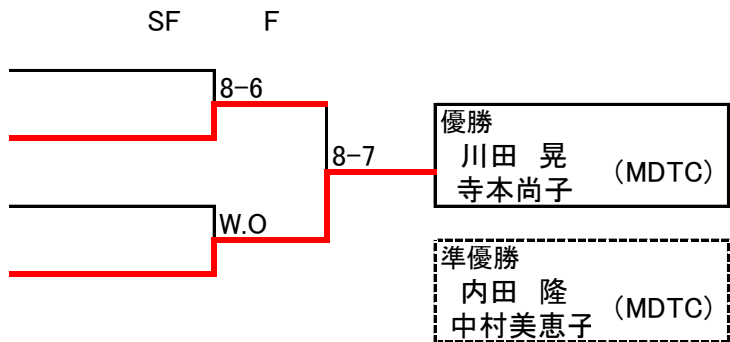 SF F
8-6
優勝
川田 晃
8-7
(MDTC)
寺本尚子
W.O
準優勝
内田 隆
(MDTC)
中村美恵子